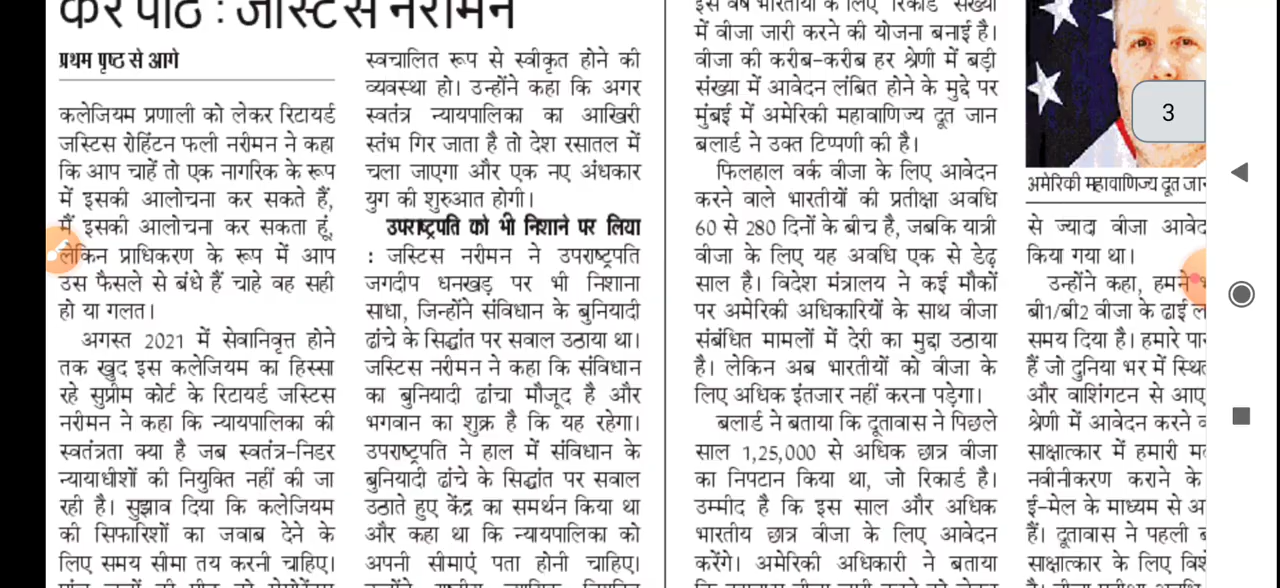 कर पीठ : जस्टिस नरीमन
प्रथम पृष्ठ से आगे
कलेजियम प्रणाली को लेकर रिटायर्ड
जस्टिस रोहिंटन फली नरीमन ने कहा
कि आप चाहें तो एक नागरिक के रूप
में इसकी आलोचना कर सकते हैं,
मैं इसकी आलोचना कर सकता हूं,
लेकिन प्राधिकरण के रूप में आप
उस फैसले से बंधे हैं चाहे वह सही
हो या गलत।
अगस्त 2021 में सेवानिवृत्त होने
तक खुद इस कलेजियम का हिस्सा
रहे सुप्रीम कोर्ट के रिटायर्ड जस्टिस
नरीमन ने कहा कि न्यायपालिका की
स्वतंत्रता क्या है जब स्वतंत्र-निडर
न्यायाधीशों की नियुक्ति नहीं की जा
रही है। सुझाव दिया कि कलेजियम
की सिफारिशों का जवाब देने के
लिए समय सीमा तय करनी चाहिए।
स्वचालित रूप से स्वीकृत होने की
व्यवस्था हो। उन्होंने कहा कि अगर
स्वतंत्र न्यायपालिका का आखिरी
स्तंभ गिर जाता है तो देश रसातल में
चला जाएगा और एक नए अंधकार
युग की शुरुआत होगी।
उपराष्ट्रपति को भी निशाने पर लिया
: जस्टिस नरीमन ने उपराष्ट्रपति
जगदीप धनखड़ पर भी निशाना
साधा, जिन्होंने संविधान के बुनियादी
ढांचे के सिद्धांत पर सवाल उठाया था।
जस्टिस नरीमन ने कहा कि संविधान
का बुनियादी ढांचा मौजूद है और
भगवान का शुक्र है कि यह रहेगा।
उपराष्ट्रपति ने हाल में संविधान के
बुनियादी ढांचे के सिद्धांत पर सवाल
उठाते हुए केंद्र का समर्थन किया था
और कहा था कि न्यायपालिका को
अपनी सीमाएं पता होनी चाहिए।
इस वर्ष भारतीयों के लिए रिकार्ड संख्या
में वीजा जारी करने की योजना बनाई है।
वीजा की करीब-करीब हर श्रेणी में बड़ी
संख्या में आवेदन लंबित होने के मुद्दे पर
मुंबई में अमेरिकी महावाणिज्य दूत जान
बलार्ड ने उक्त टिप्पणी की है।
फिलहाल वर्क वीजा के लिए आवेदन
करने वाले भारतीयों की प्रतीक्षा अवधि
60 से 280 दिनों के बीच है, जबकि यात्री
वीजा के लिए यह अवधि एक से डेढ़
साल है। विदेश मंत्रालय ने कई मौकों
पर अमेरिकी अधिकारियों के साथ वीजा
संबंधित मामलों में देरी का मुद्दा उठाया
है। लेकिन अब भारतीयों को वीजा के
लिए अधिक इंतजार नहीं करना पड़ेगा।
बलार्ड ने बताया कि दूतावास ने पिछले
साल 1,25,000 से अधिक छात्र वीजा
का निपटान किया था, जो रिकार्ड है।
उम्मीद है कि इस साल और अधिक
भारतीय छात्र वीजा के लिए आवेदन
करेंगे। अमेरिकी अधिकारी ने बताया
3
अमेरिकी महावाणिज्य दूत जान
से ज्यादा वीजा आवेद
किया गया था।
उन्होंने कहा, हमने
बी1/बी2 वीजा के ढाई ल
समय दिया है। हमारे पा
हैं जो दुनिया भर में स्थित
और वाशिंगटन से आए
श्रेणी में आवेदन करने व
साक्षात्कार में हमारी म
नवीनीकरण कराने के
ई-मेल के माध्यम से अ
हैं। दूतावास ने पहली ब
साक्षात्कार के लिए विशे